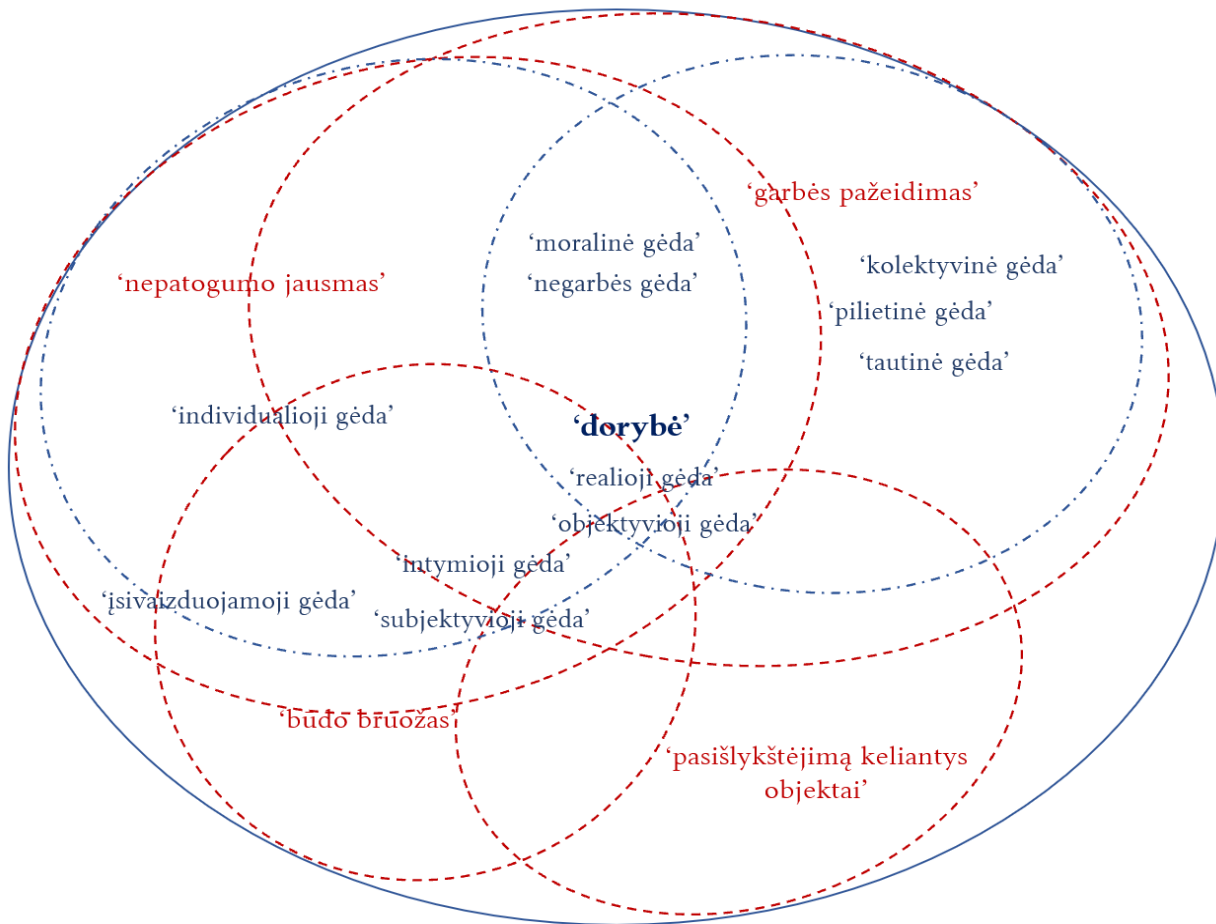 ‘garbės pažeidimas’
‘moralinė gėda’
‘kolektyvinė gėda’
‘nepatogumo jausmas’
‘negarbės gėda’
‘pilietinė gėda’
‘tautinė gėda’
‘individualioji gėda’
‘dorybė’
‘realioji gėda’
‘objektyvioji gėda’
‘intymioji gėda’
‘įsivaizduojamoji gėda’
‘subjektyvioji gėda’
‘būdo bruožas’
‘pasišlykštėjimą keliantys
objektai’